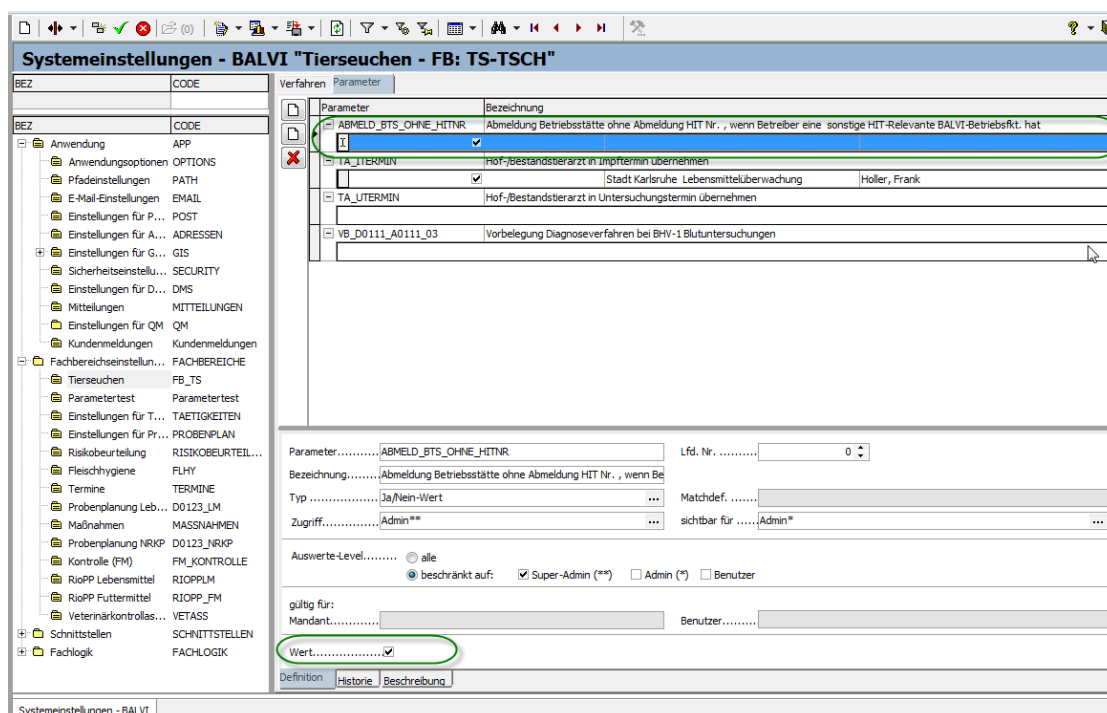 (0)
Systemeinstellungen - BALVI "Tierseuchen - FB: TS-TSCH"
BEZ CODE
BEZ CODE
Anwendung APP
Anwendungsoptionen OPTIONS
Pfadeinstellungen PATH
E-Mail-Einstellungen EMAIL
Einstellungen für P... POST
Einstellungen für A... ADRESSEN
Einstellungen für G... GIS
Sicherheitseinstellu... SECURITY
Einstellungen für D... DMS
Mitteilungen MITTEILUNGEN
Einstellungen für QM QM
Kundenmeldungen Kundenmeldungen
Fachbereichseinstellun... FACHBEREICHE
Tierseuchen FB_TS
Parametertest Parametertest
Einstellungen für T... TAETIGKEITEN
Einstellungen für Pr... PROBENPLAN
Risikobeurteilung RISIKOBEURTEIL...
Fleischhygiene FLHY
Termine TERMINE
Probenplanung Leb... D0123_LM
Maßnahmen MASSNAHMEN
Probenplanung NRKP D0123_NRKP
Kontrolle (FM) FM_KONTROLLE
RioPP Lebensmittel RIOPPLM
RioPP Futtermittel RIOPP_FM
Veterinärkontrollas... VETASS
Schnittstellen SCHNITTSTELLEN
Fachlogik FACHLOGIK
Verfahren Parameter
Parameter Bezeichnung
ABMELD_BTS_OHNE_HITNR Abmeldung Betriebsstätte ohne Abmeldung HIT Nr. , wenn Betreiber eine sonstige HIT-Relevante BALVI-Betriebsfkt. hat
TA_ITERMIN Hof-/Bestandstierarzt in Impftermin übernehmen
Stadt Karlsruhe Lebensmittelüberwachung Holler, Frank
TA_UTERMIN Hof-/Bestandstierarzt in Untersuchungstermin übernehmen
VB_D0111_A0111_03 Vorbelegung Diagnoseverfahren bei BHV-1 Blutuntersuchungen
Parameter........... ABMELD_BTS_OHNE_HITNR Lfd. Nr. .......... 0
Bezeichnung........ Abmeldung Betriebsstätte ohne Abmeldung HIT Nr. , wenn Be
Typ .................. Ja/Nein-Wert ... Matchdef. .......
Zugriff............... Admin** ... sichtbar für ...... Admin* ...
Auswerte-Level......... alle
beschränkt auf: Super-Admin (**) Admin (*) Benutzer
gültig für:
Mandant............. Benutzer.........
Wert...................
Definition Historie Beschreibung
Systemeinstellungen - BALVI